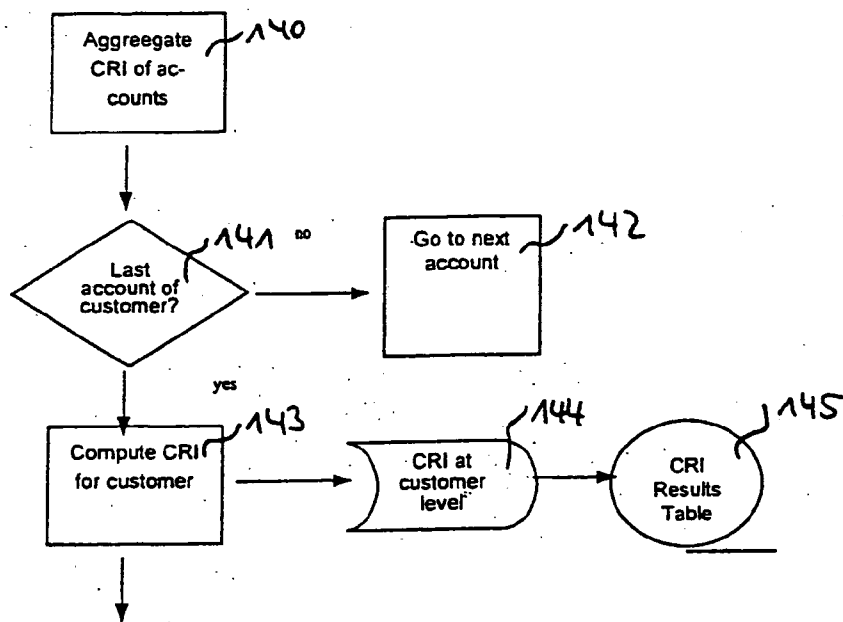 Aggreegate
CRI of ac-
counts
140
Last
account of
customer?
141
no
Go to next
account
142
yes
Compute CRI
for customer
143
CRI at
customer
level
144
CRI
Results
Table
145